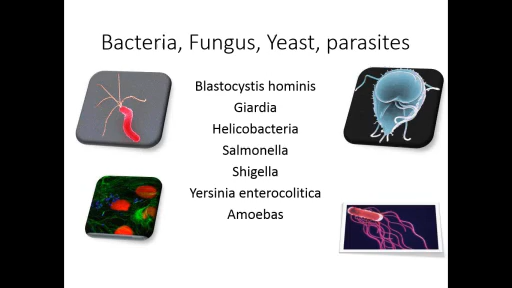 Bacteria, Fungus, Yeast, parasites
Blastocystis hominis
Giardia
Helicobacteria
Salmonella
Shigella
Yersinia enterocolitica
Amoebas